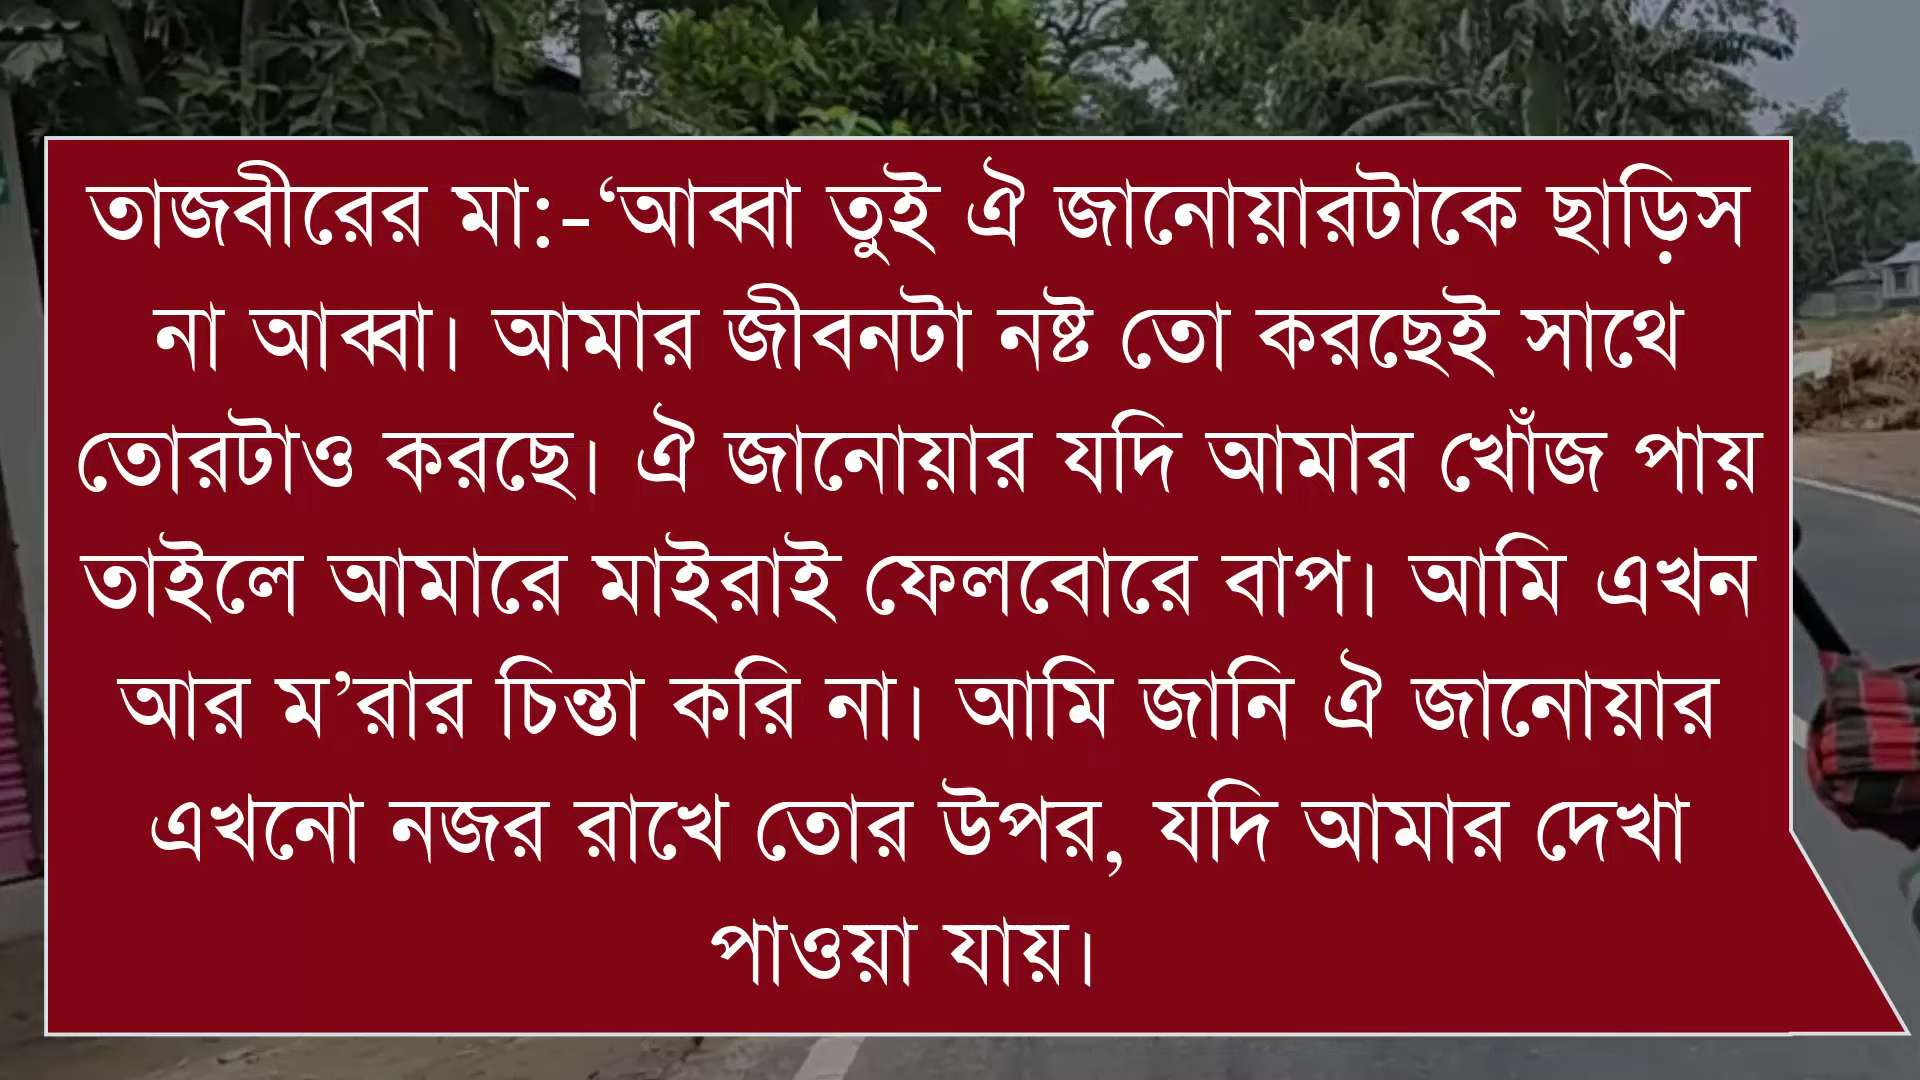 তাজবীরের মা:-‘আব্বা তুই ঐ জানোয়ারটাকে ছাড়িস
না আব্বা। আমার জীবনটা নষ্ট তো করছেই সাথে
তোরটাও করছে। ঐ জানোয়ার যদি আমার খোঁজ পায়
তাইলে আমারে মাইরাই ফেলবোরে বাপ। আমি এখন
আর ম’রার চিন্তা করি না। আমি জানি ঐ জানোয়ার
এখনো নজর রাখে তোর উপর, যদি আমার দেখা
পাওয়া যায়।